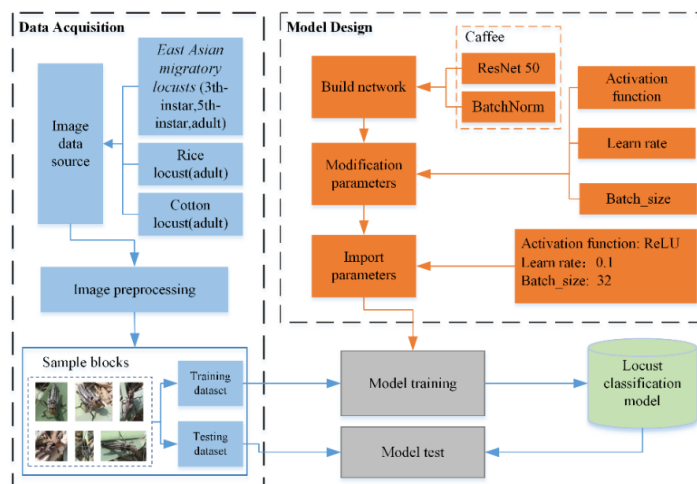 Data Acquisition
East Asian
migratory
locusts (3th-
instar,5th-
instar,adult)
Image
data
source
Rice
locust(adult)
Cotton
locust(adult)
Image preprocessing
Sample blocks
Training
dataset
Testing
dataset
Model Design
Caffee
ResNet 50
BatchNorm
Build network
Activation
function
Learn rate
Batch_size
Modification
parameters
Import
parameters
Activation function: ReLU
Learn rate: 0.1
Batch_size: 32
Model training
Locust
classification
model
Model test